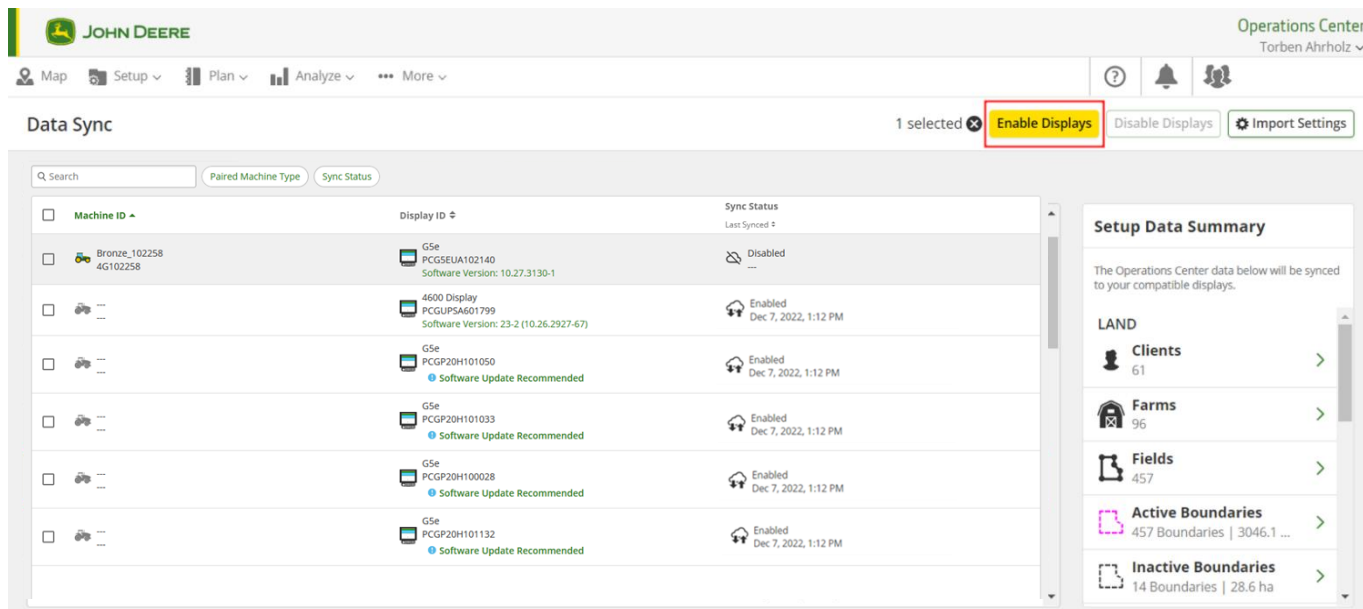 JOHN DEERE
Operations Center
Torben Ahrholz
Map
Setup
Plan
Analyze
More
Data Sync
1 selected
Enable Displays
Disable Displays
Import Settings
Search
Paired Machine Type
Sync Status
Machine ID
Display ID
Sync Status
Last Synced
Bronze_102258
4G102258
G5e
PCG5EUA102140
Software Version: 10.27.3130-1
Disabled
---
---
---
4600 Display
PCGUPSA601799
Software Version: 23-2 (10.26.2927-67)
Enabled
Dec 7, 2022, 1:12 PM
---
---
G5e
PCGP20H101050
Software Update Recommended
Enabled
Dec 7, 2022, 1:12 PM
---
---
G5e
PCGP20H101033
Software Update Recommended
Enabled
Dec 7, 2022, 1:12 PM
---
---
G5e
PCGP20H100028
Software Update Recommended
Enabled
Dec 7, 2022, 1:12 PM
---
---
G5e
PCGP20H101132
Software Update Recommended
Enabled
Dec 7, 2022, 1:12 PM
Setup Data Summary
The Operations Center data below will be synced
to your compatible displays.
LAND
Clients
61
Farms
96
Fields
457
Active Boundaries
457 Boundaries | 3046.1 ...
Inactive Boundaries
14 Boundaries | 28.6 ha